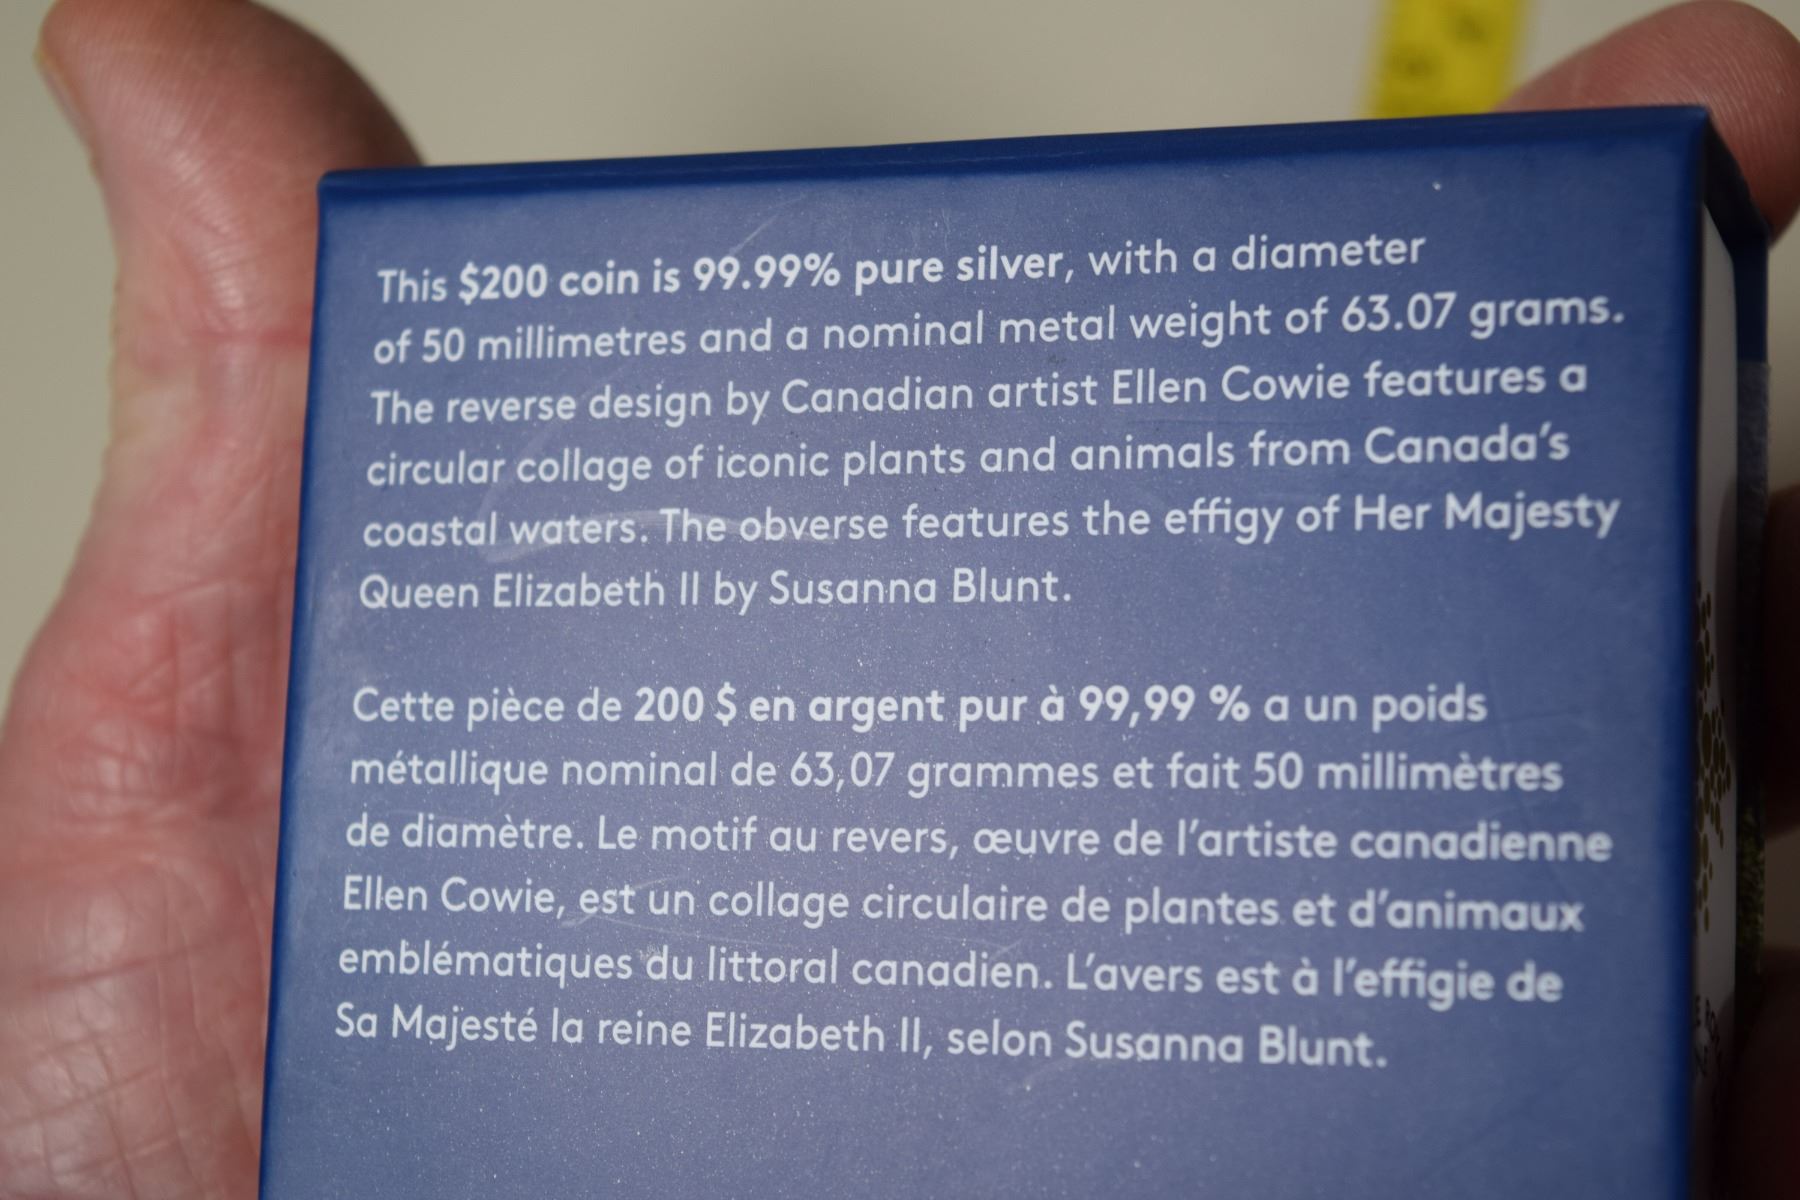 This $200 coin is 99.99% pure silver, with a diameter
of 50 millimetres and a nominal metal weight of 63.07 grams.
The reverse design by Canadian artist Ellen Cowie features a
circular collage of iconic plants and animals from Canada's
coastal waters. The obverse features the effigy of Her Majesty
Queen Elizabeth II by Susanna Blunt.
Cette pièce de 200 $ en argent pur à 99,99 % a un poids
métallique nominal de 63,07 grammes et fait 50 millimètres
de diamètre. Le motif au revers, œuvre de l'artiste canadienne
Ellen Cowie, est un collage circulaire de plantes et d'animaux
emblématiques du littoral canadien. L'avers est à l'effigie de
Sa Majesté la reine Elizabeth II, selon Susanna Blunt.